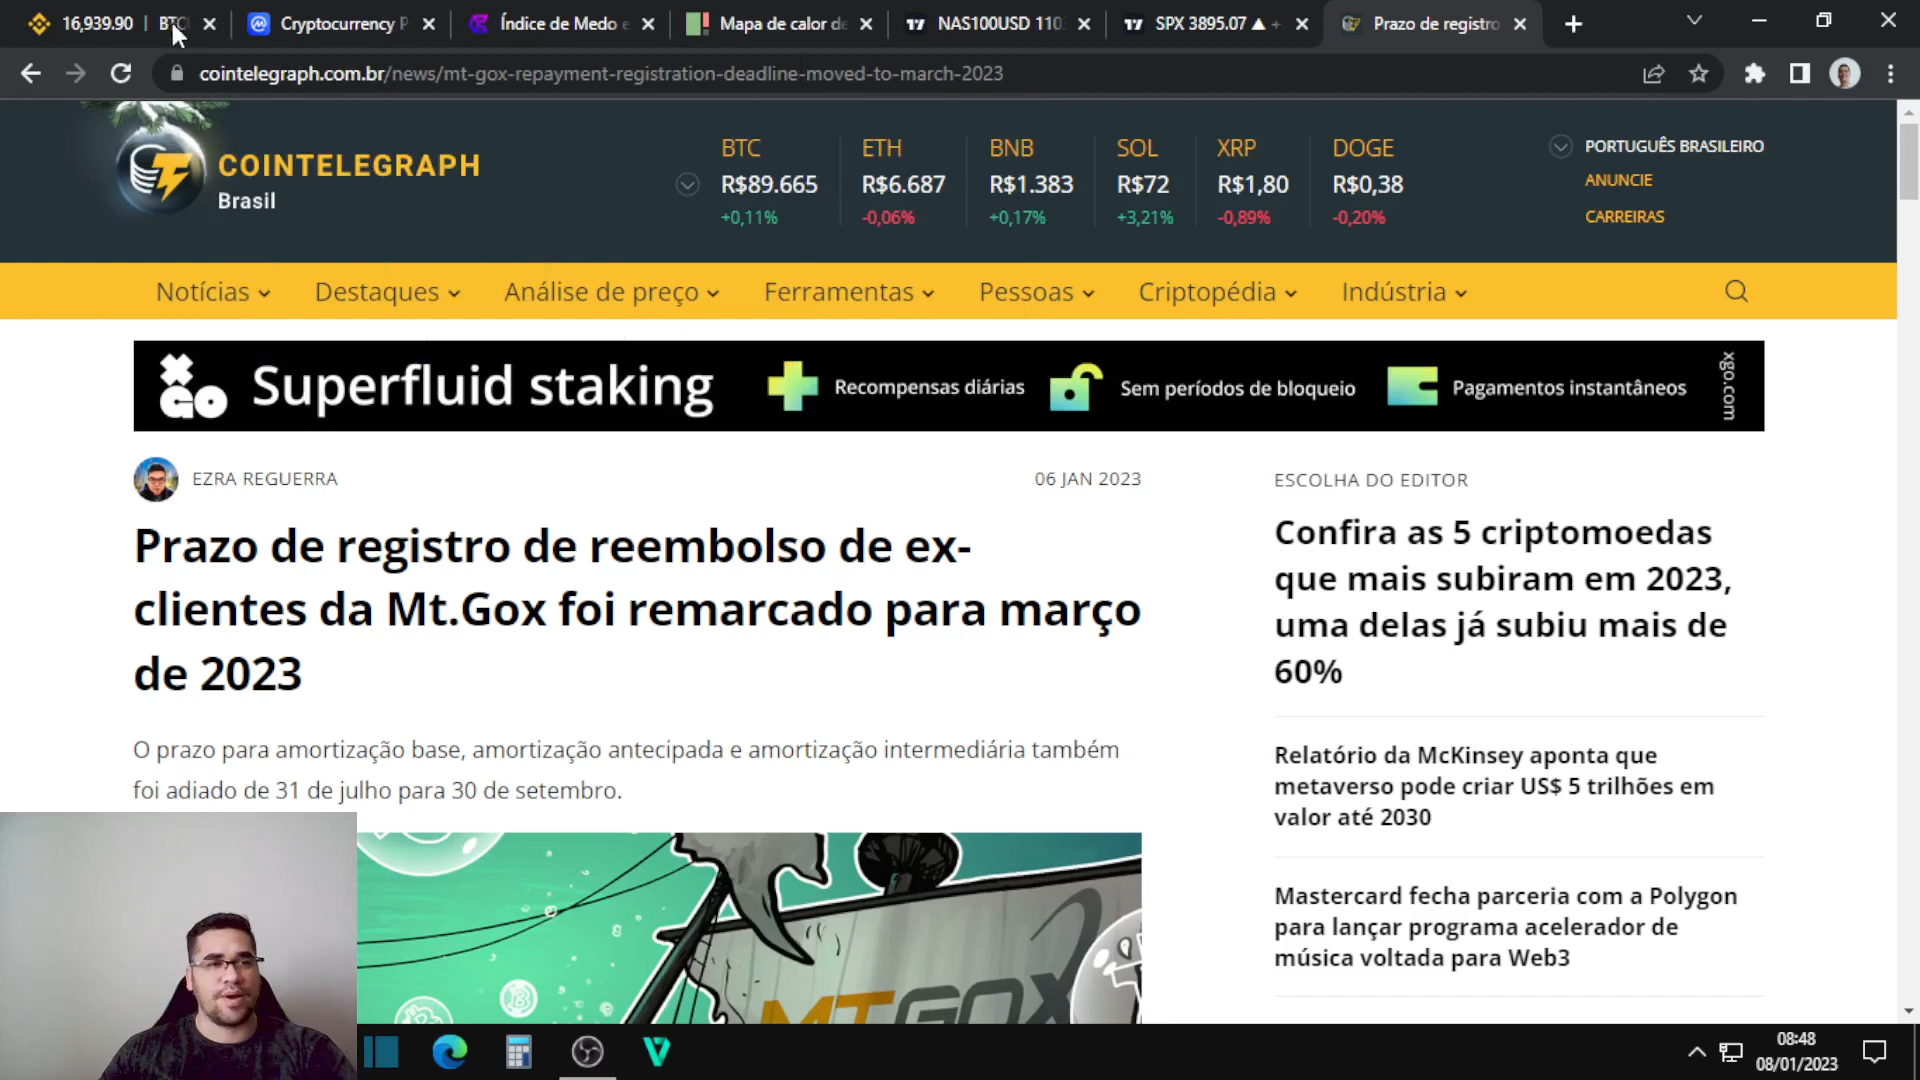 16,939.90 | BTC
Cryptocurrency P
Índice de Medo e
Mapa de calor de
NAS100USD 110
SPX 3895.07 ▲ +
Prazo de registro
cointelegraph.com.br/news/mt-gox-repayment-registration-deadline-moved-to-march-2023
COINTELEGRAPH
Brasil
BTC
R$89.665
+0,11%
ETH
R$6.687
-0,06%
BNB
R$1.383
+0,17%
SOL
R$72
+3,21%
XRP
R$1,80
-0,89%
DOGE
R$0,38
-0,20%
PORTUGUÊS BRASILEIRO
ANUNCIE
CARREIRAS
Notícias
Destaques
Análise de preço
Ferramentas
Pessoas
Criptopédia
Indústria
xGo
Superfluid staking
Recompensas diárias
Sem períodos de bloqueio
Pagamentos instantâneos
xgo.com
EZRA REGUERRA
06 JAN 2023
Prazo de registro de reembolso de ex-
clientes da Mt.Gox foi remarcado para março
de 2023
O prazo para amortização base, amortização antecipada e amortização intermediária também
foi adiado de 31 de julho para 30 de setembro.
MTGOX
ESCOLHA DO EDITOR
Confira as 5 criptomoedas
que mais subiram em 2023,
uma delas já subiu mais de
60%
Relatório da McKinsey aponta que
metaverso pode criar US$ 5 trilhões em
valor até 2030
Mastercard fecha parceria com a Polygon
para lançar programa acelerador de
música voltada para Web3
08:48
08/01/2023